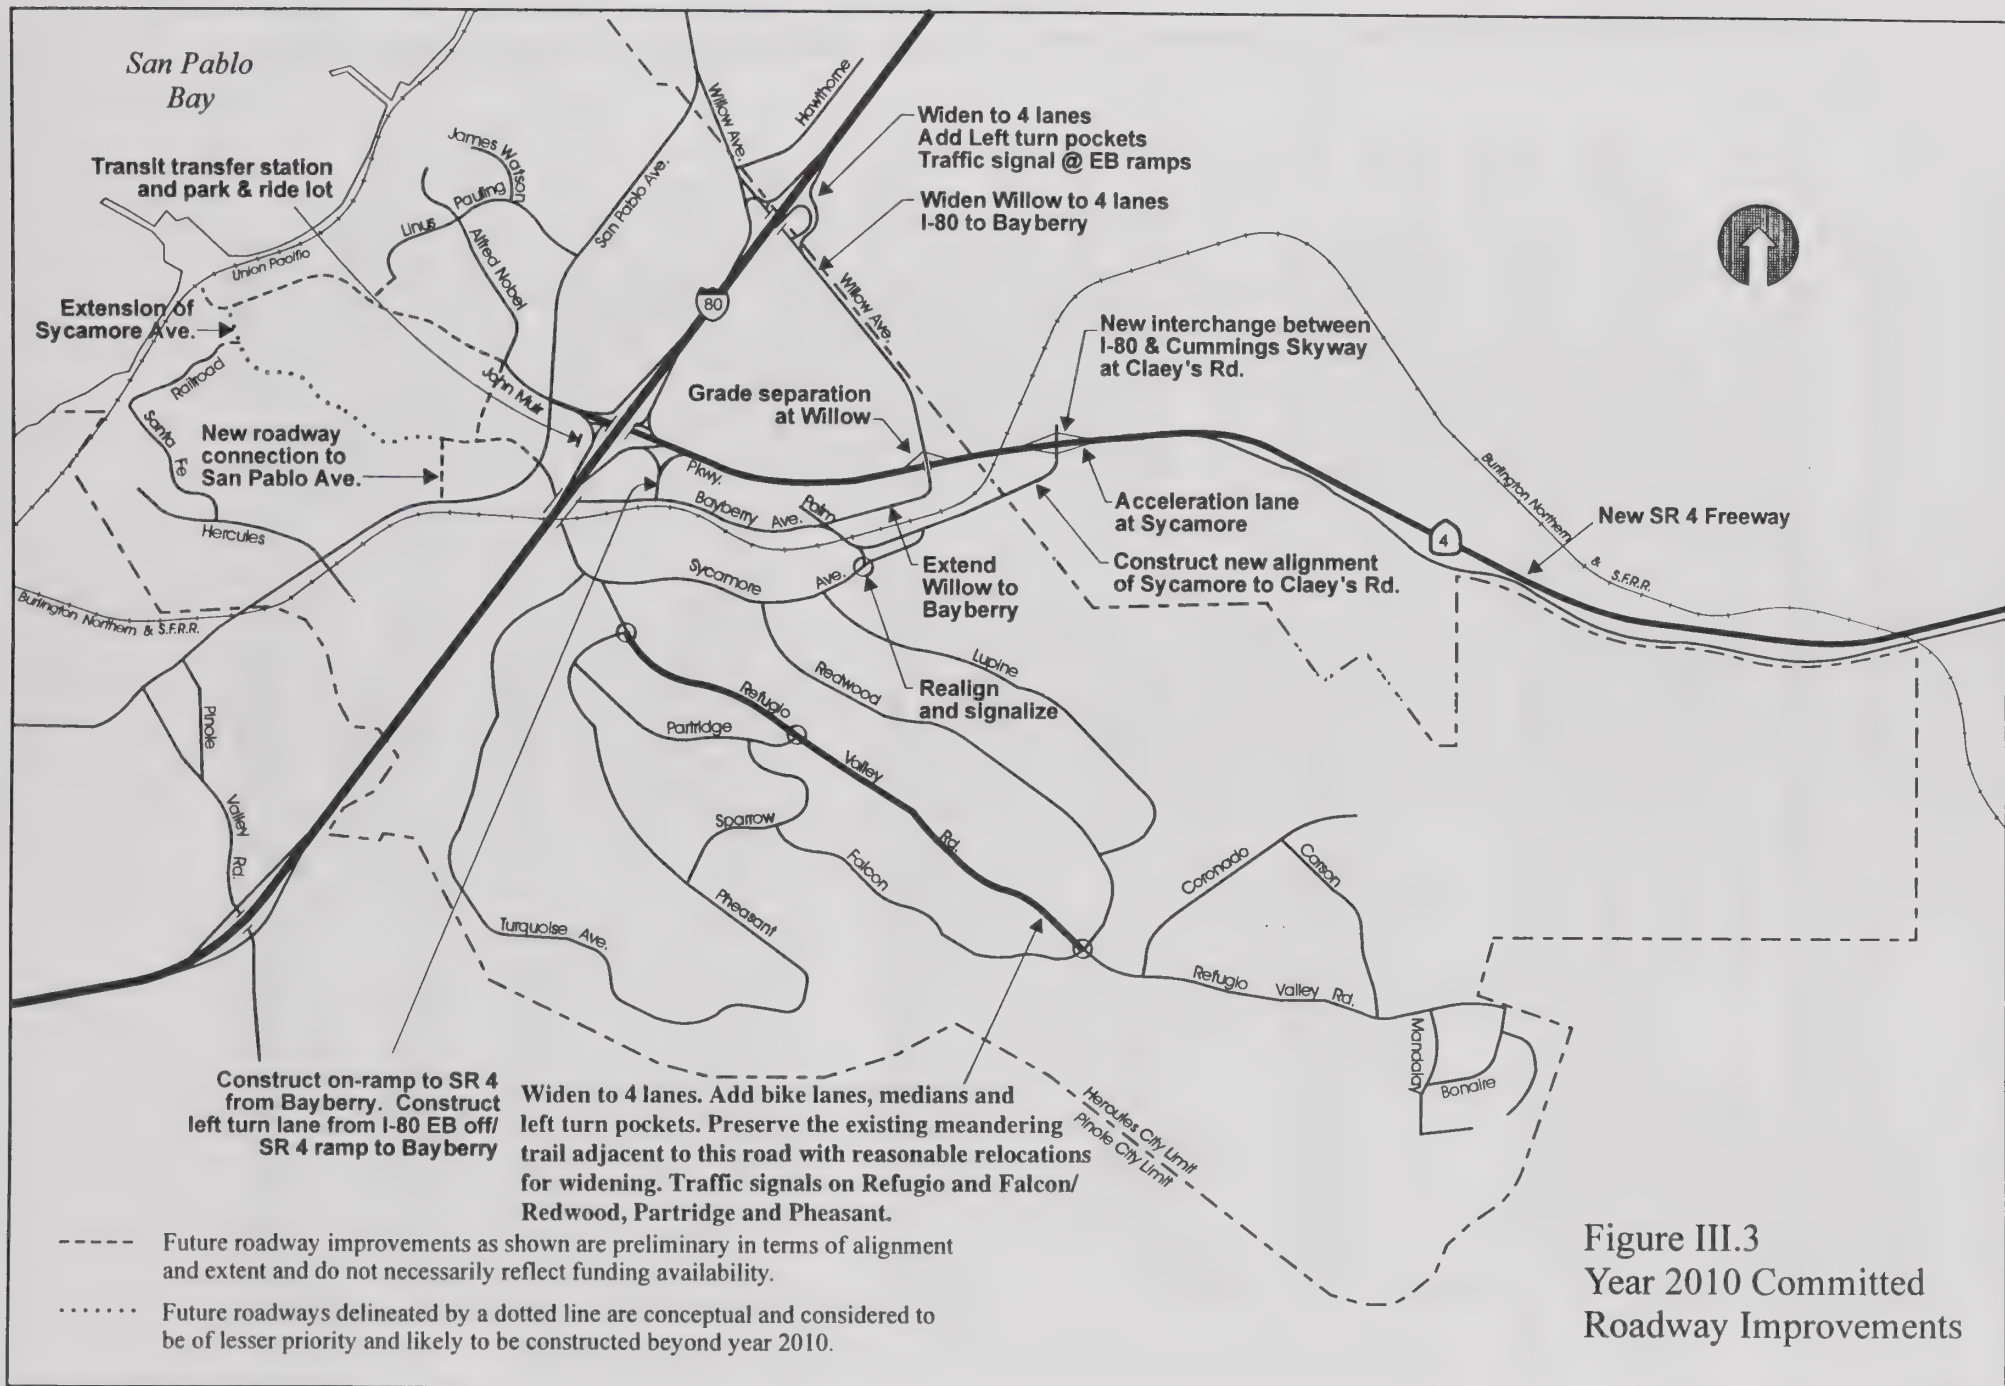 San Pablo
Bay
Transit transfer station
and park & ride lot
James Watson
Linus Pauling
Alfred Nobel
San Pablo Ave.
Willow Ave.
Hawthorne
Widen to 4 lanes
Add Left turn pockets
Traffic signal @ EB ramps
Widen Willow to 4 lanes
I-80 to Bayberry
Union Pacific
Extension of
Sycamore Ave.
80
Willow Ave.
New interchange between
I-80 & Cummings Skyway
at Claey's Rd.
Railroad
Santa Fe
John Muir
Grade separation
at Willow
New roadway
connection to
San Pablo Ave.
Pkwy.
Bayberry Ave.
Palm
Burlington Northern & S.F.R.R.
Acceleration lane
at Sycamore
4
New SR 4 Freeway
Hercules
Sycamore Ave.
Extend
Willow to
Bayberry
Construct new alignment
of Sycamore to Claey's Rd.
Burlington Northern & S.F.R.R.
Lupine
Redwood
Realign
and signalize
Refugio Valley Rd.
Partridge
Pinole Valley Rd.
Sparrow
Falcon
Pheasant
Turquoise Ave.
Coronado
Carson
Refugio Valley Rd.
Mandalay
Bonaire
Construct on-ramp to SR 4
from Bayberry. Construct
left turn lane from I-80 EB off/
SR 4 ramp to Bayberry
Widen to 4 lanes. Add bike lanes, medians and
left turn pockets. Preserve the existing meandering
trail adjacent to this road with reasonable relocations
for widening. Traffic signals on Refugio and Falcon/
Redwood, Partridge and Pheasant.
Hercules City Limit
Pinole City Limit
Future roadway improvements as shown are preliminary in terms of alignment
and extent and do not necessarily reflect funding availability.
Future roadways delineated by a dotted line are conceptual and considered to
be of lesser priority and likely to be constructed beyond year 2010.
Figure III.3
Year 2010 Committed
Roadway Improvements